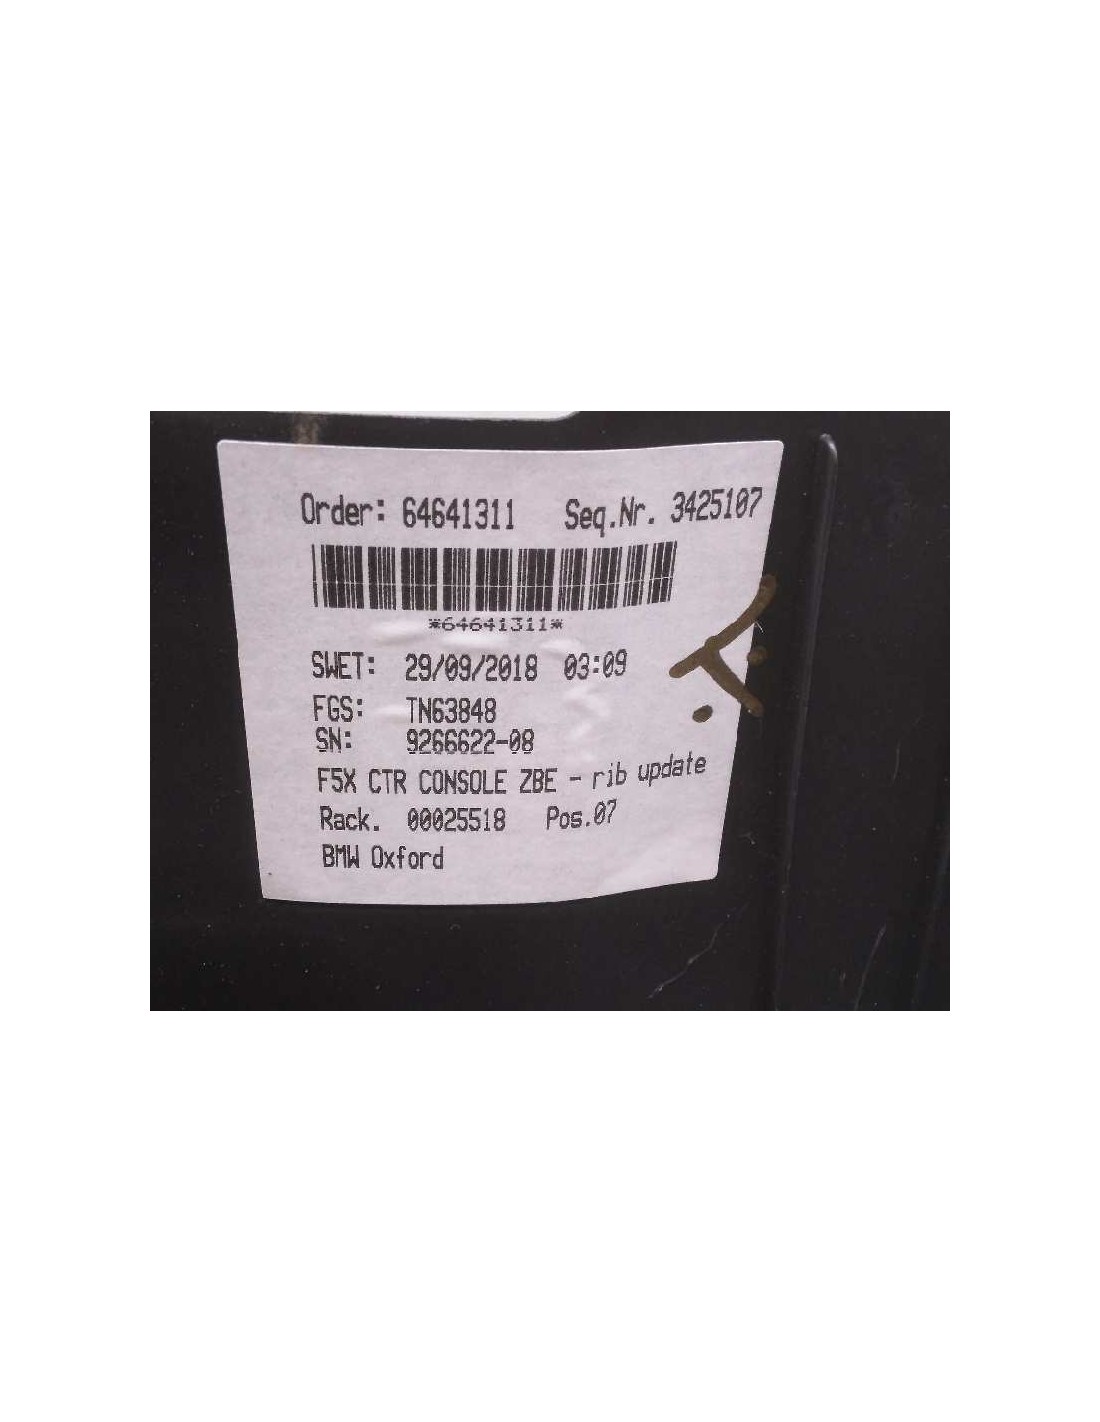 Order: 64641311 Seq.Nr. 3425107
*64641311*
SWET: 29/09/2018 03:09
FGS: TN63848
SN: 9266622-08
F5X CTR CONSOLE ZBE - rib update
Rack. 00025518 Pos.07
BMW Oxford